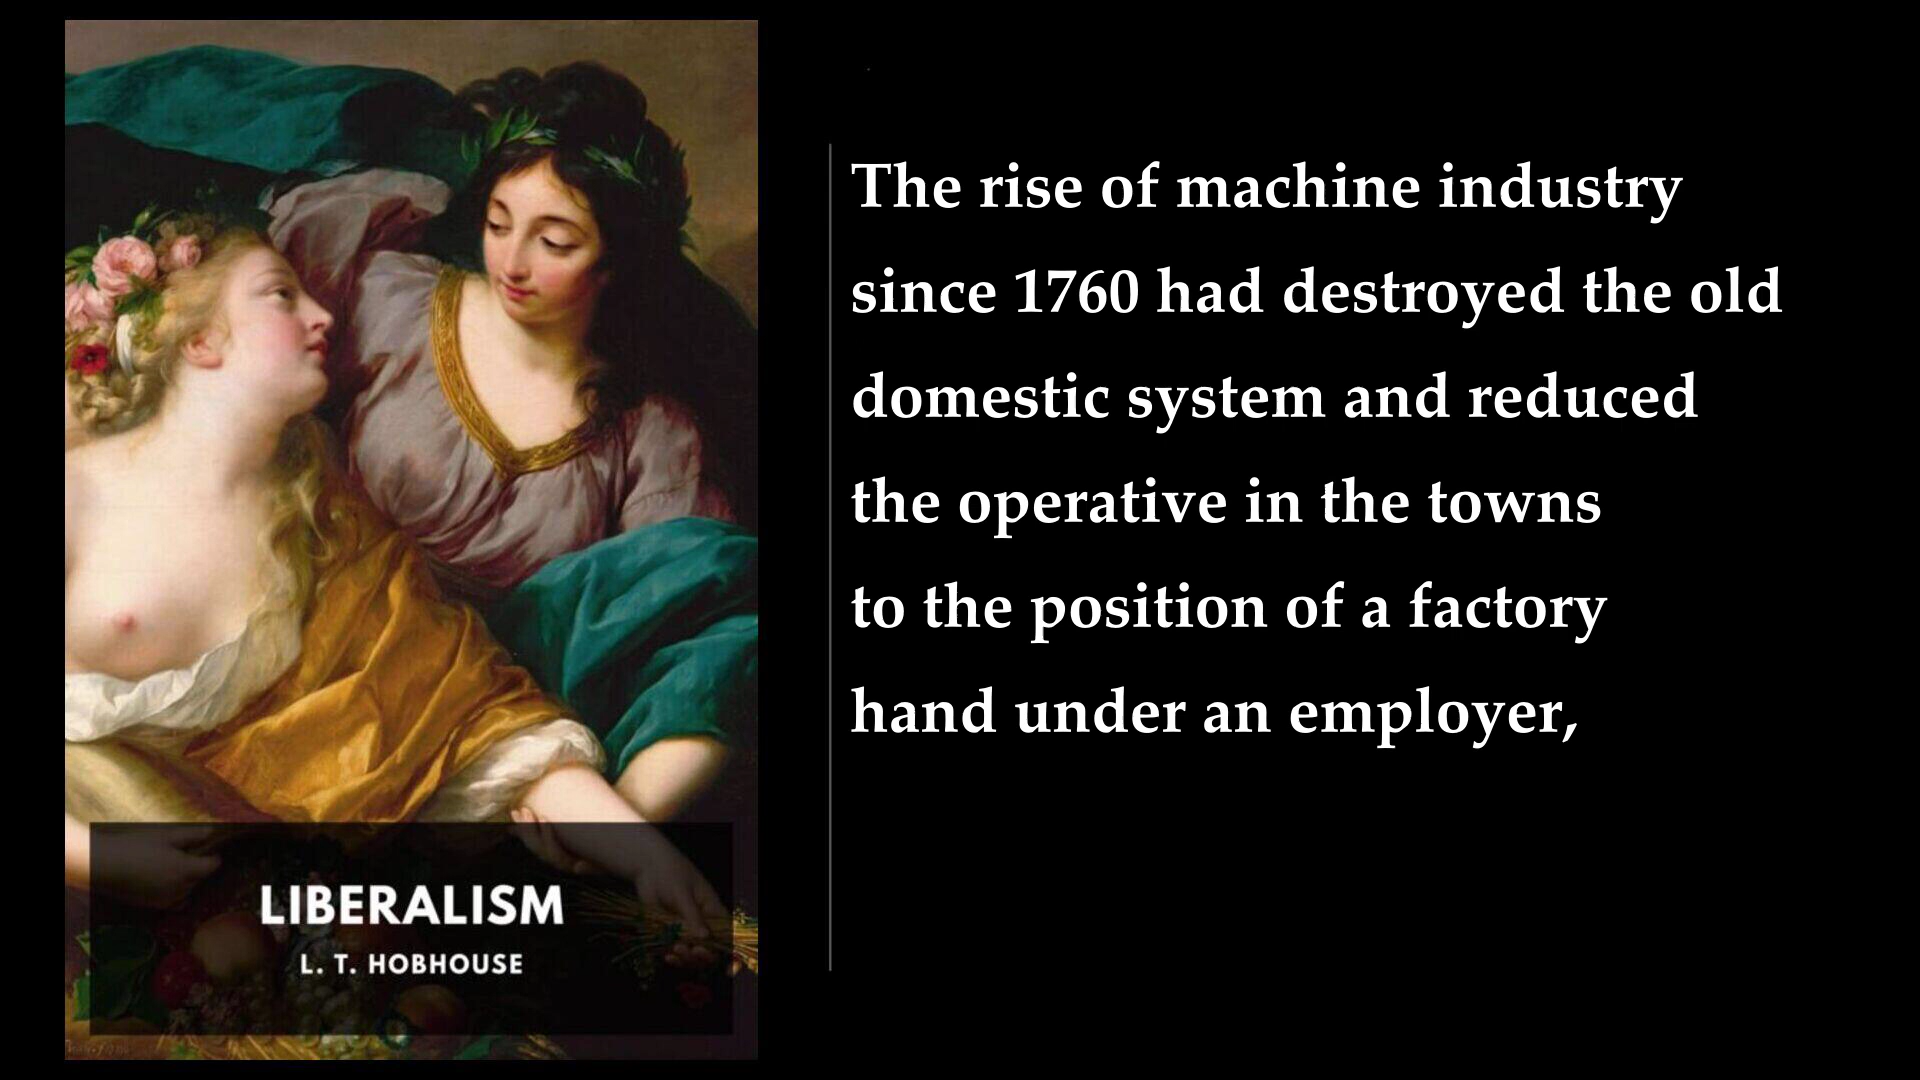 The rise of machine industry
since 1760 had destroyed the old
domestic system and reduced
the operative in the towns
to the position of a factory
hand under an employer,
LIBERALISM
L. T. HOBHOUSE